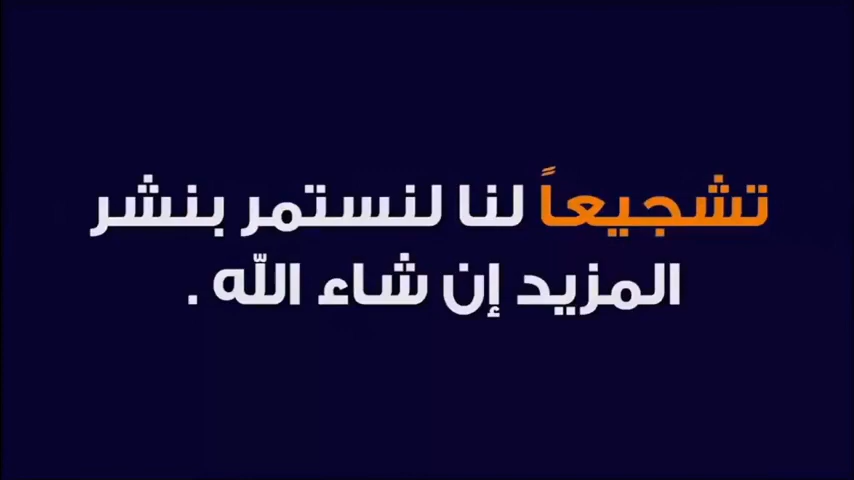 تشجيعاً لنا لنستمر بنشر
المزيد إن شاء الله .